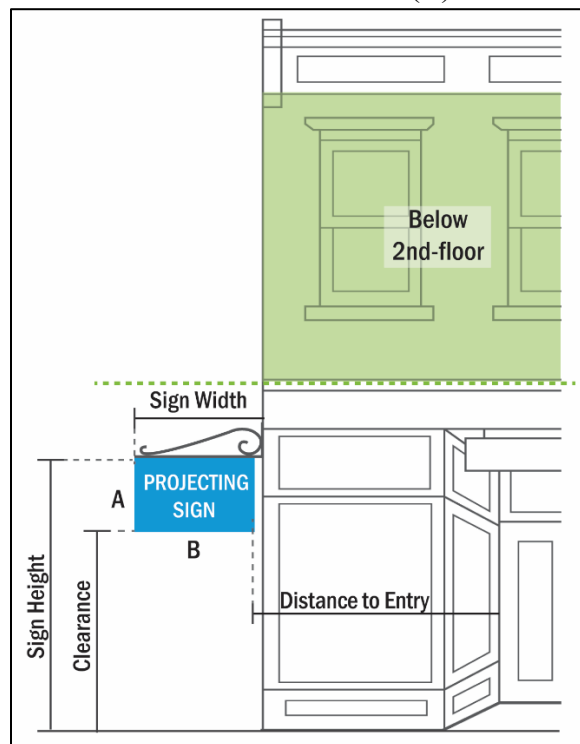 Below
2nd-floor
Sign Width
A
PROJECTING
SIGN
B
Distance to Entry
Sign Height
Clearance